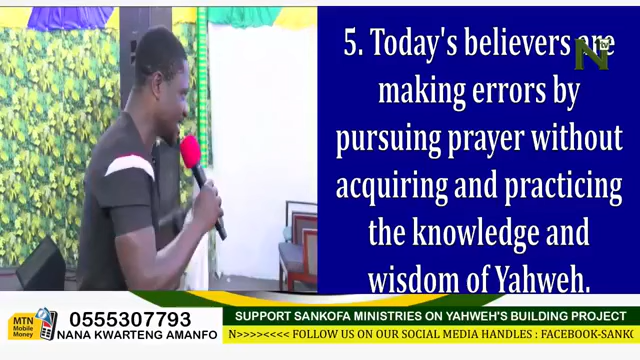 5. Today's believers are
making errors by
pursuing prayer without
acquiring and practicing
the knowledge and
wisdom of Yahweh.
N
MTN
Mobile
Money
0555307793
NANA KWARTENG AMANFO
SUPPORT SANKOFA MINISTRIES ON YAHWEH'S BUILDING PROJECT
N>>>><<<< FOLLOW US ON OUR SOCIAL MEDIA HANDLES : FACEBOOK-SANK